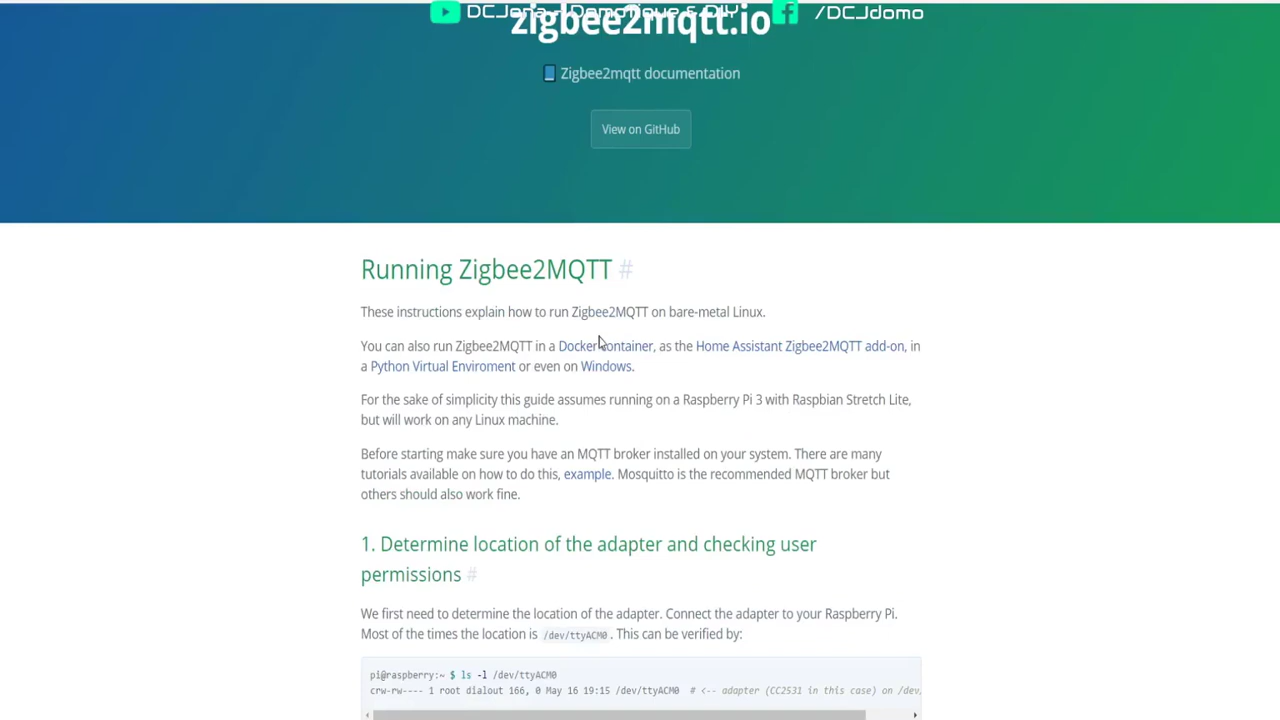 DCJona - Domotique & DIY /DCJdomo
zigbee2mqtt.io
📘 Zigbee2mqtt documentation
View on GitHub
Running Zigbee2MQTT #
These instructions explain how to run Zigbee2MQTT on bare-metal Linux.
You can also run Zigbee2MQTT in a Docker container, as the Home Assistant Zigbee2MQTT add-on, in
a Python Virtual Enviroment or even on Windows.
For the sake of simplicity this guide assumes running on a Raspberry Pi 3 with Raspbian Stretch Lite,
but will work on any Linux machine.
Before starting make sure you have an MQTT broker installed on your system. There are many
tutorials available on how to do this, example. Mosquitto is the recommended MQTT broker but
others should also work fine.
1. Determine location of the adapter and checking user
permissions #
We first need to determine the location of the adapter. Connect the adapter to your Raspberry Pi.
Most of the times the location is /dev/ttyACM0. This can be verified by:
pi@raspberry:~ $ ls -l /dev/ttyACM0
crw-rw---- 1 root dialout 166, 0 May 16 19:15 /dev/ttyACM0 # <-- adapter (CC2531 in this case) on /dev/